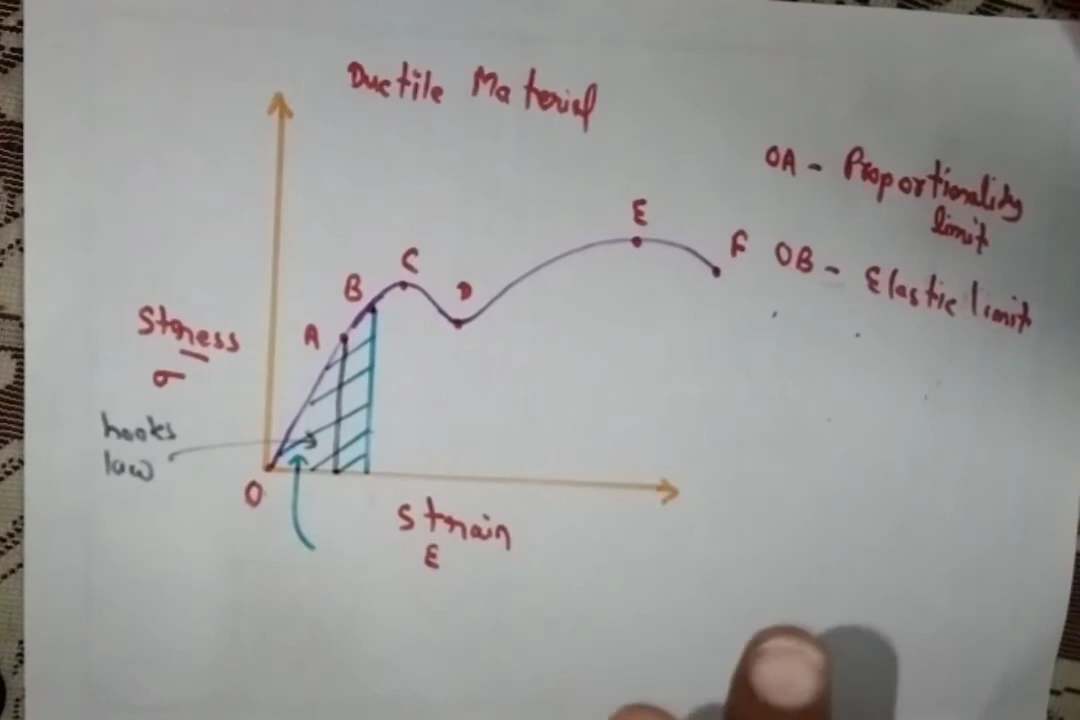 Ductile Material
OA - Proportionality
limit
OB - Elastic limit
E
F
C
B
D
A
Stress
σ
hooks
law
O
Strain
ε